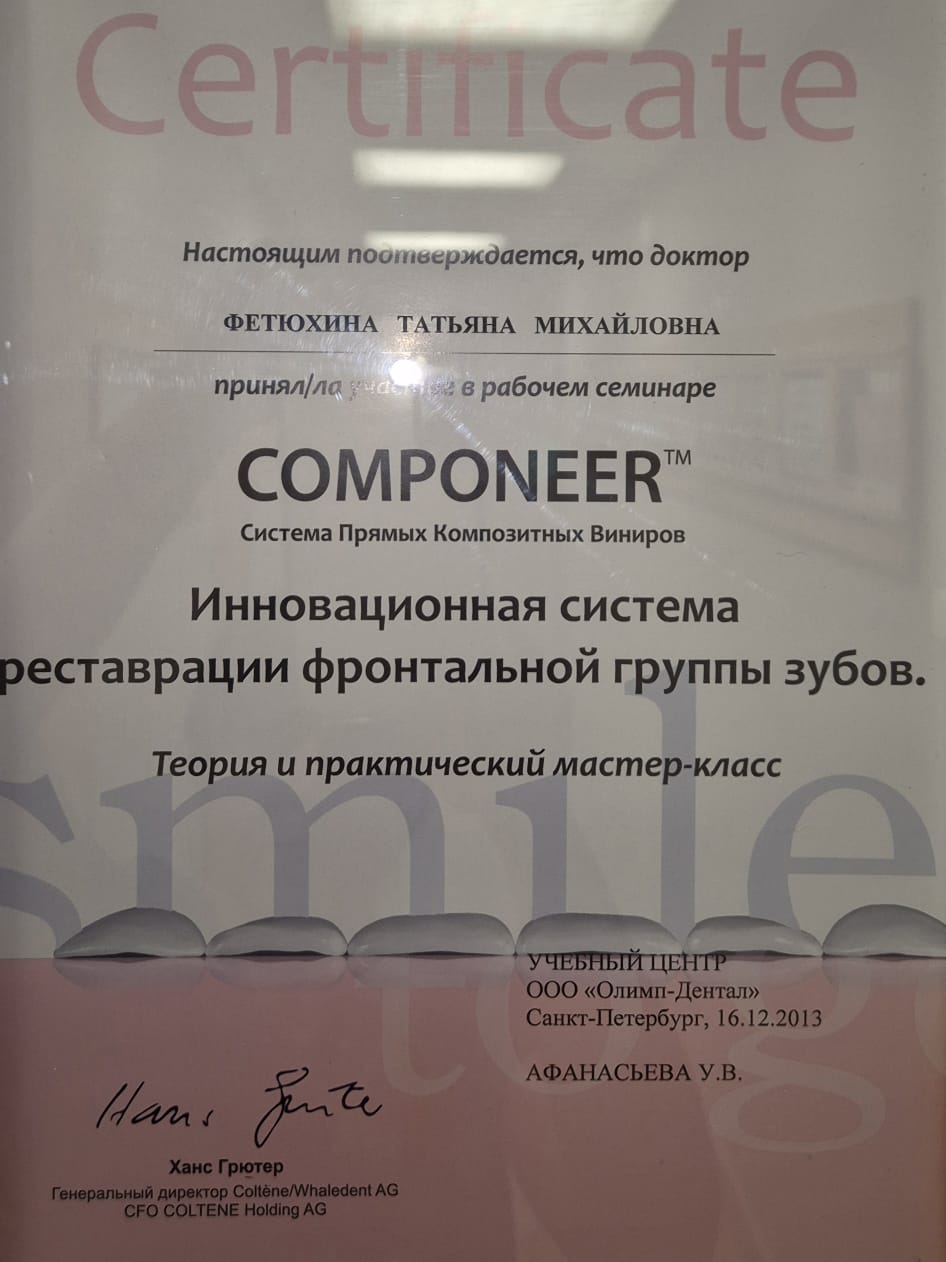 Certificate
Настоящим подтверждается, что доктор
ФЕТЮХИНА ТАТЬЯНА МИХАЙЛОВНА
принял/ла участие в рабочем семинаре
COMPONEER™
Система Прямых Композитных Виниров
Инновационная система
реставрации фронтальной группы зубов.
Теория и практический мастер-класс
smile
tog
УЧЕБНЫЙ ЦЕНТР
ООО «Олимп-Дентал»
Санкт-Петербург, 16.12.2013
АФАНАСЬЕВА У.В.
Hans
Ханс Грютер
Генеральный директор Coltène/Whaledent AG
CFO COLTENE Holding AG